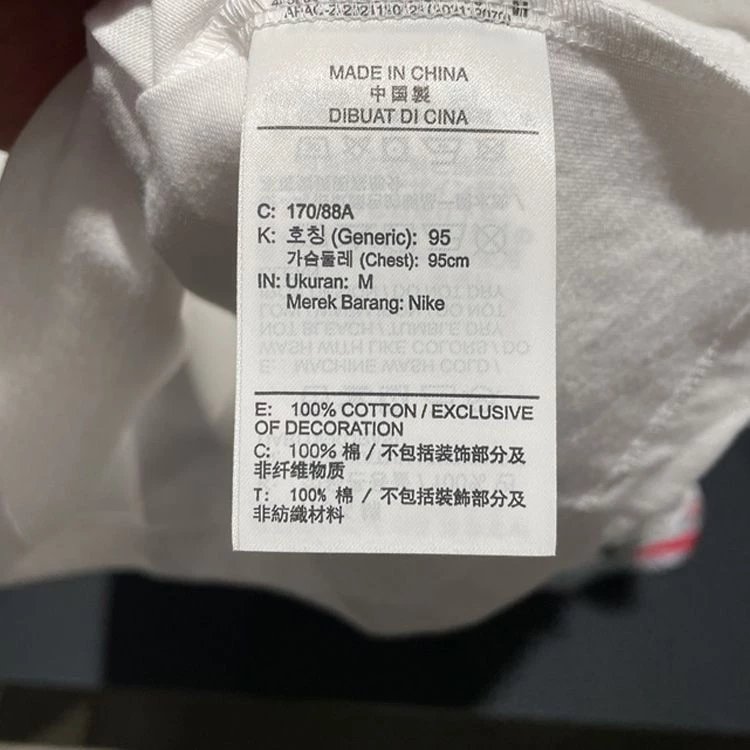 MADE IN CHINA
中国製
DIBUAT DI CINA
C: 170/88A
K: 호칭 (Generic): 95
가슴둘레 (Chest): 95cm
IN: Ukuran: M
Merek Barang: Nike
E: 100% COTTON / EXCLUSIVE
OF DECORATION
C: 100% 棉 / 不包括装饰部分及
非纤维物质
T: 100% 棉 / 不包括裝飾部分及
非紡織材料